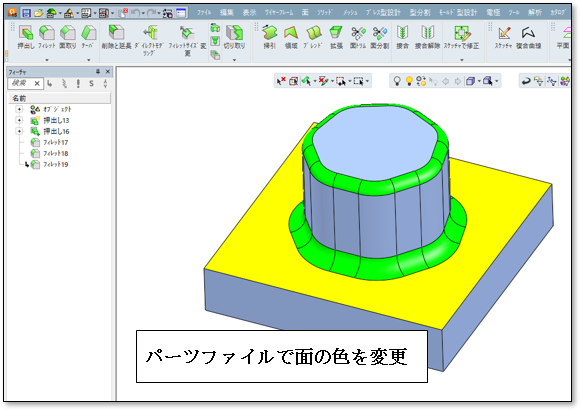 ファイル 編集 表示 ワイヤーフレーム 面 ソリッド メッシュ プレス型設計 型分割 モールド型設計 電極 ツール 解析 カタログ
押出し フィレット 面取り テーパ 削除と延長 ダイレクトモデリング フィレットサイズ 変更 切り取り 掃引 領域 ブレンド 拡張 面トリム 面分割 接合 接合解除 スケッチで修正 スケッチ 複合曲線 平面
フィーチャ
検索
名前
オブジェクト
押出し13
押出し16
フィレット17
フィレット18
フィレット19
パーツファイルで面の色を変更